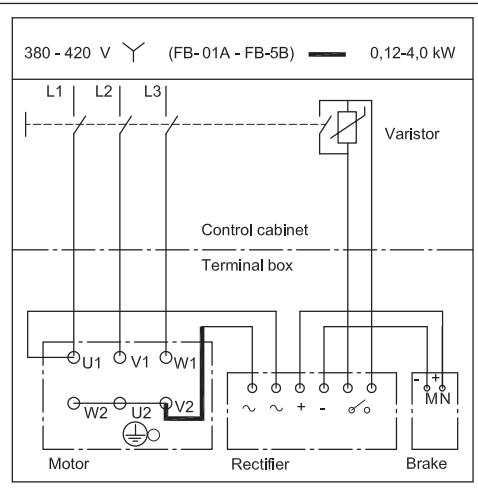 380 - 420 V (FB- 01A - FB-5B) 0,12-4,0 kW
L1 L2 L3
Varistor
Control cabinet
Terminal box
U1 V1 W1
- +
M N
W2 U2 V2
~ ~ + -
Motor Rectifier Brake